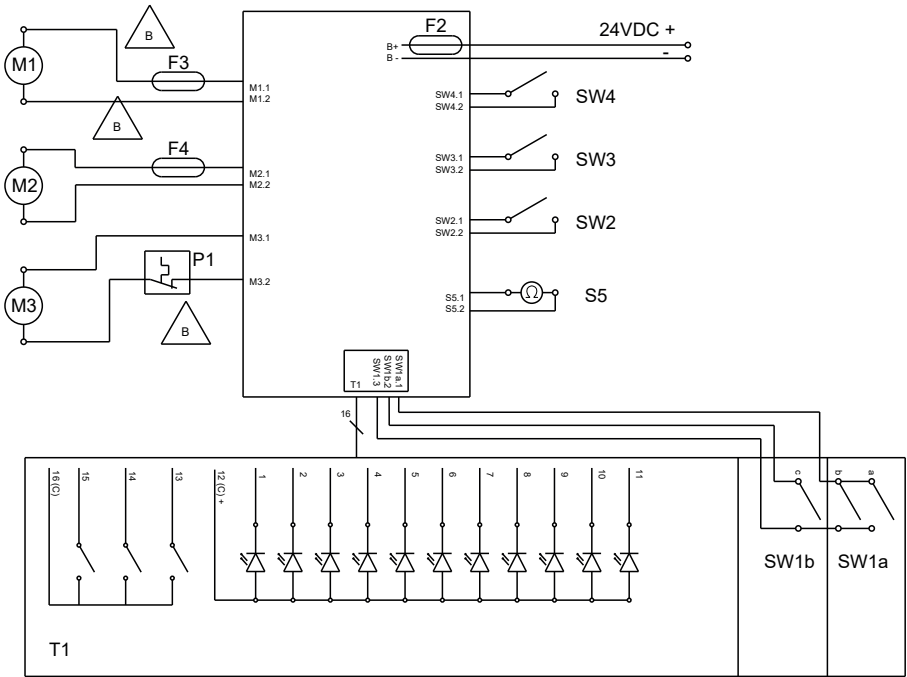 F2
24VDC +
B+
B -
-
B
M1
F3
M1.1
M1.2
SW4.1
SW4.2
SW4
B
F4
M2
M2.1
M2.2
SW3.1
SW3.2
SW3
SW2.1
SW2.2
SW2
M3.1
P1
M3.2
M3
B
S5.1
S5.2
S5
T1
SW1.3
SW1b.2
SW1a.1
16
16 (C)
15
14
13
12 (C) +
1
2
3
4
5
6
7
8
9
10
11
c
b
a
SW1b
SW1a
T1